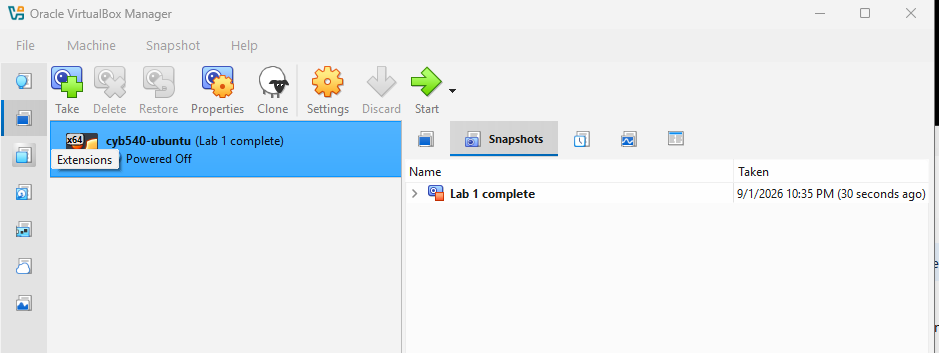 Oracle VirtualBox Manager
File Machine Snapshot Help
Take Delete Restore Properties Clone Settings Discard Start
x64 cyb540-ubuntu (Lab 1 complete)
Extensions Powered Off
Snapshots
Name Taken
Lab 1 complete 9/1/2026 10:35 PM (30 seconds ago)